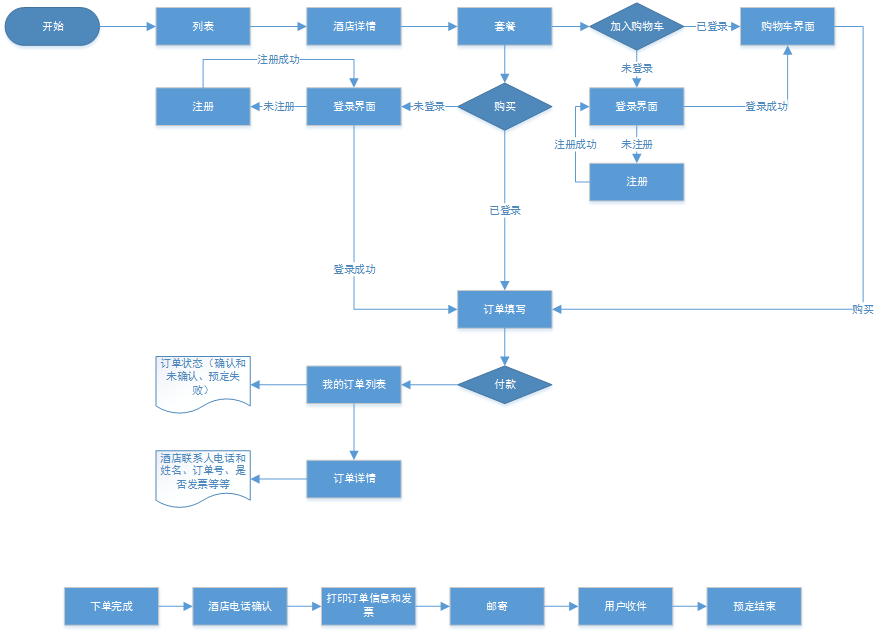 开始
列表
酒店详情
套餐
加入购物车
已登录
购物车界面
注册成功
未登录
注册
未注册
登录界面
未登录
购买
登录界面
登录成功
注册成功
未注册
注册
已登录
登录成功
订单填写
购买
订单状态（确认和
未确认、预定失
败）
我的订单列表
付款
酒店联系人电话和
姓名、订单号、是
否发票等等
订单详情
下单完成
酒店电话确认
打印订单信息和发
票
邮寄
用户收件
预定结束